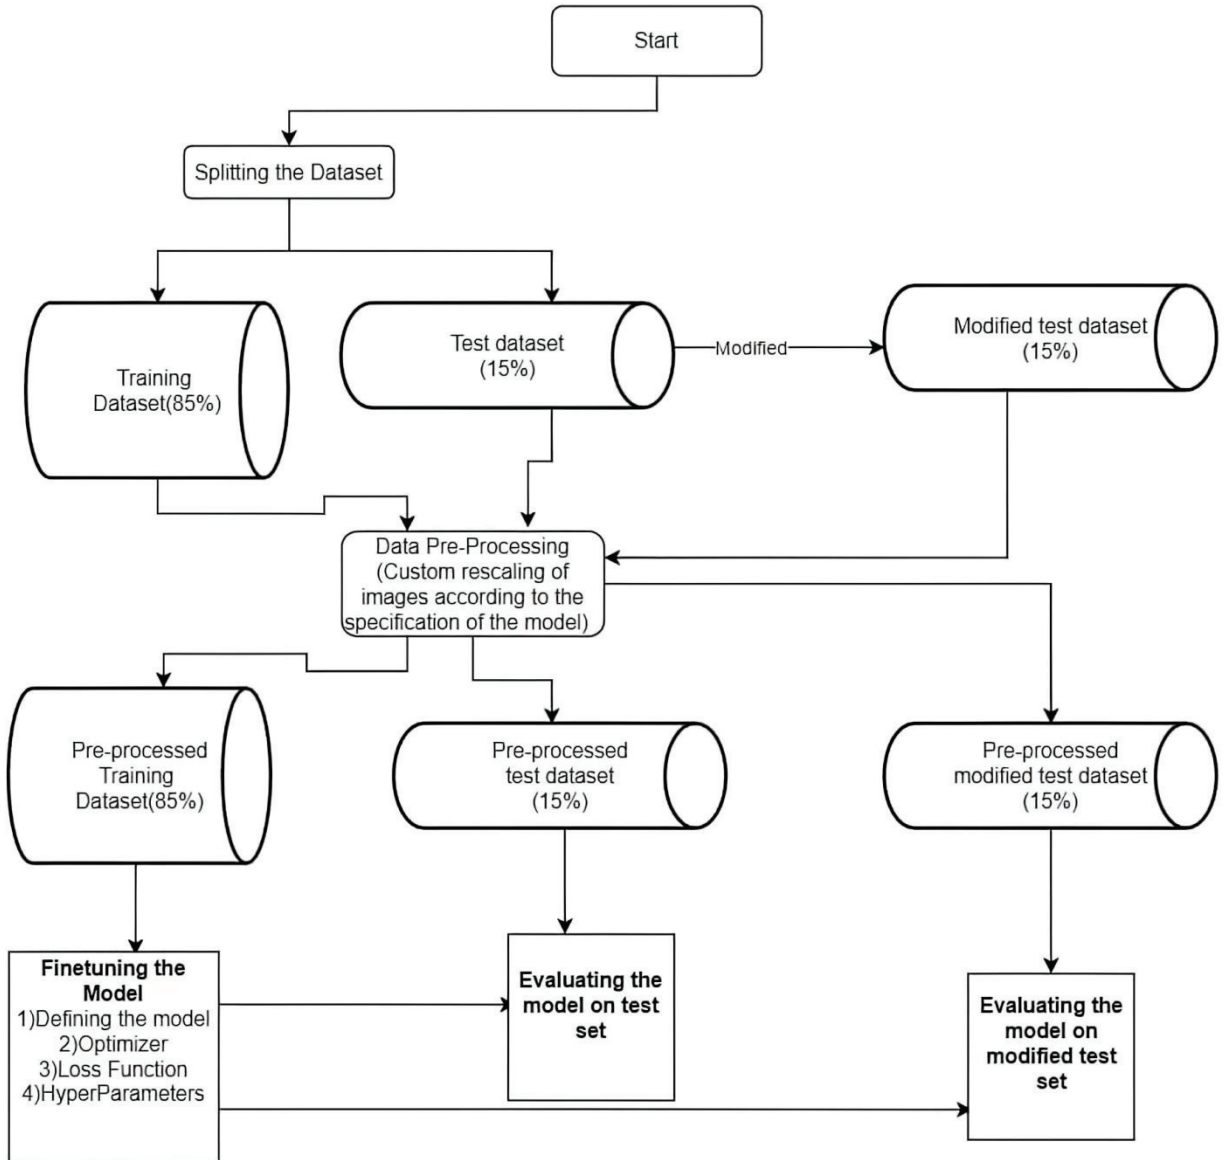 Start
Splitting the Dataset
Training
Dataset(85%)
Test dataset
(15%)
Modified
Modified test dataset
(15%)
Data Pre-Processing
(Custom rescaling of
images according to the
specification of the model)
Pre-processed
Training
Dataset(85%)
Pre-processed
test dataset
(15%)
Pre-processed
modified test dataset
(15%)
Finetuning the
Model
1)Defining the model
2)Optimizer
3)Loss Function
4)HyperParameters
Evaluating the
model on test
set
Evaluating the
model on
modified test
set